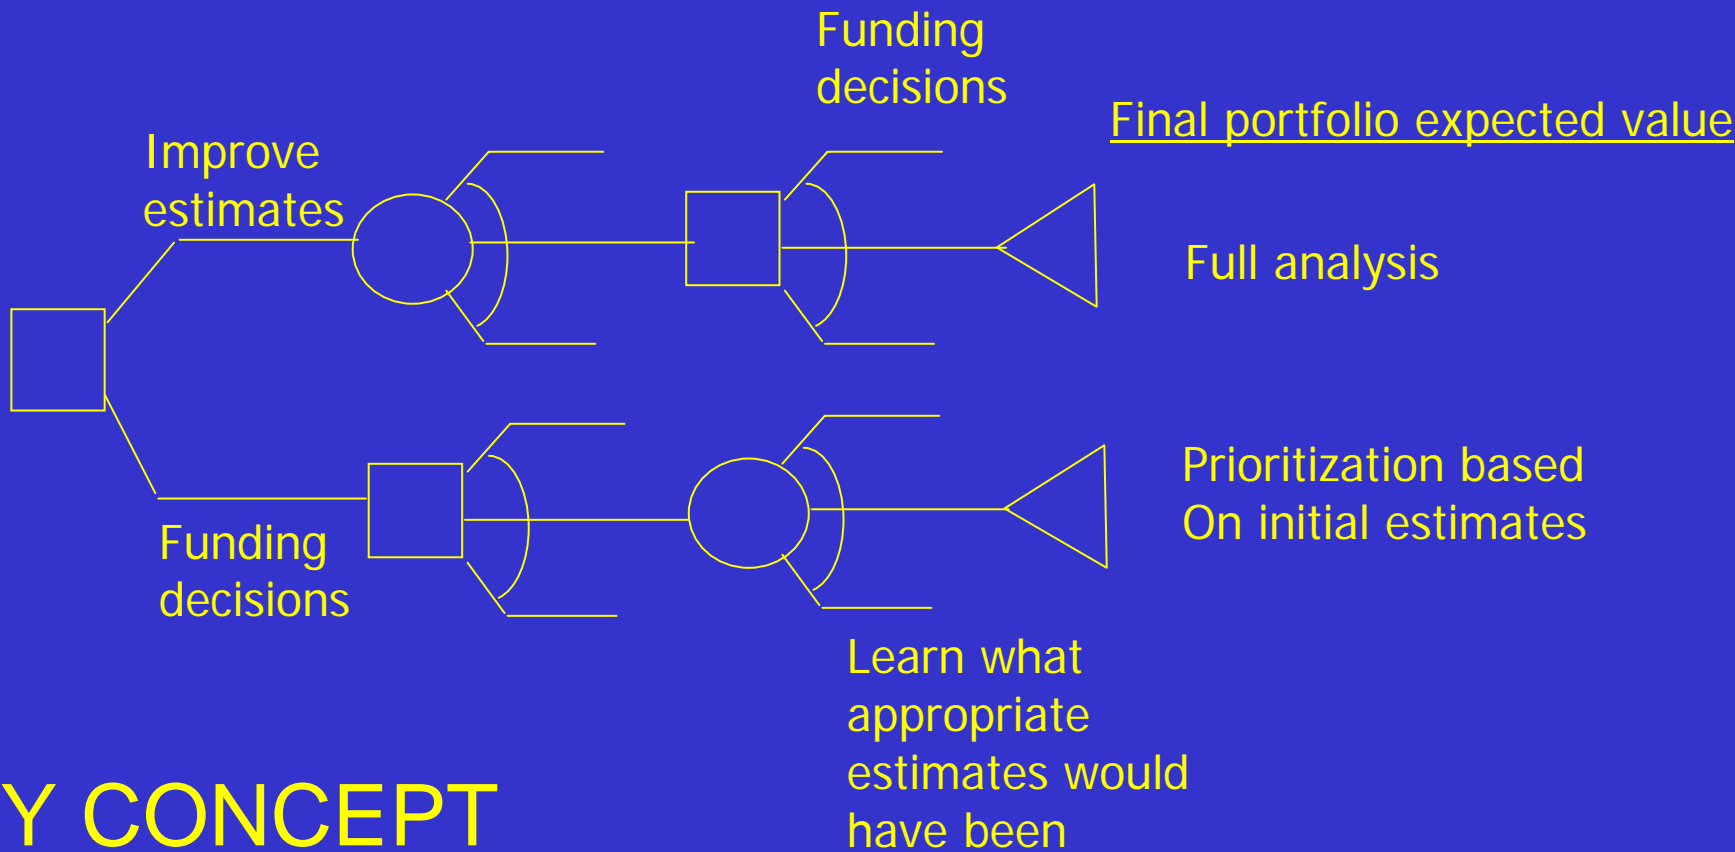 Funding
decisions
Final portfolio expected value
Improve
estimates
Full analysis
Prioritization based
On initial estimates
Funding
decisions
Learn what
appropriate
estimates would
have been
Y CONCEPT